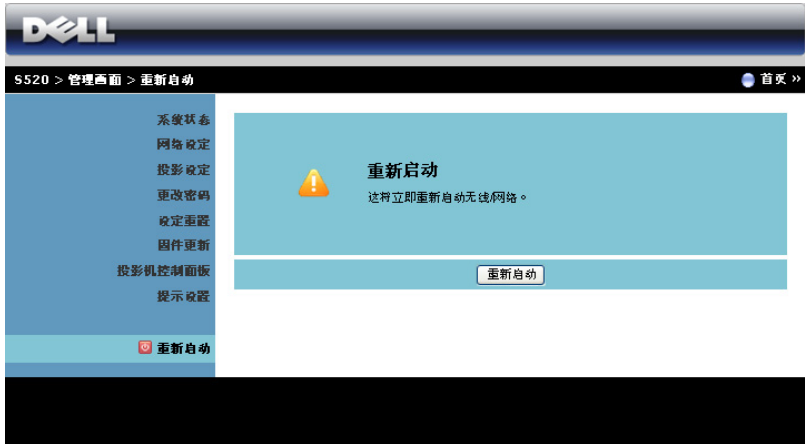 DELL
S520 > 管理画面 > 重新启动
首页 »
系统状态
网络设定
投影设定
更改密码
设定重置
固件更新
投影机控制面板
提示设置
重新启动
重新启动
这将立即重新启动无线/网络。
重新启动